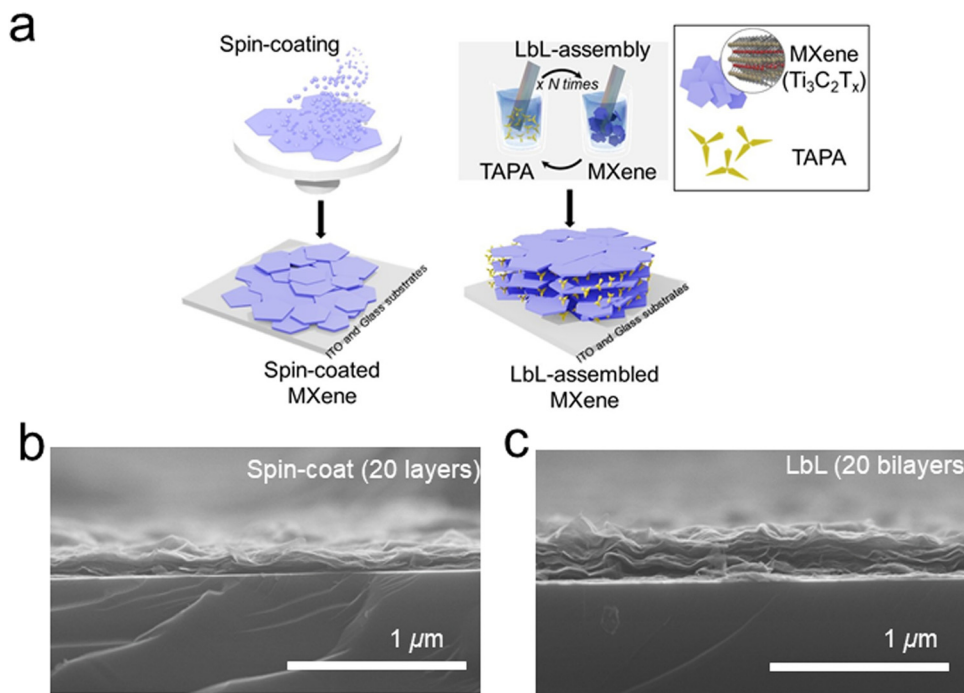 a
Spin-coating
LbL-assembly
x N times
TAPA
MXene
MXene
(Ti₃C₂Tₓ)
TAPA
ITO and Glass substrates
Spin-coated
MXene
ITO and Glass substrates
LbL-assembled
MXene
b
Spin-coat (20 layers)
1 µm
c
LbL (20 bilayers
1 µm